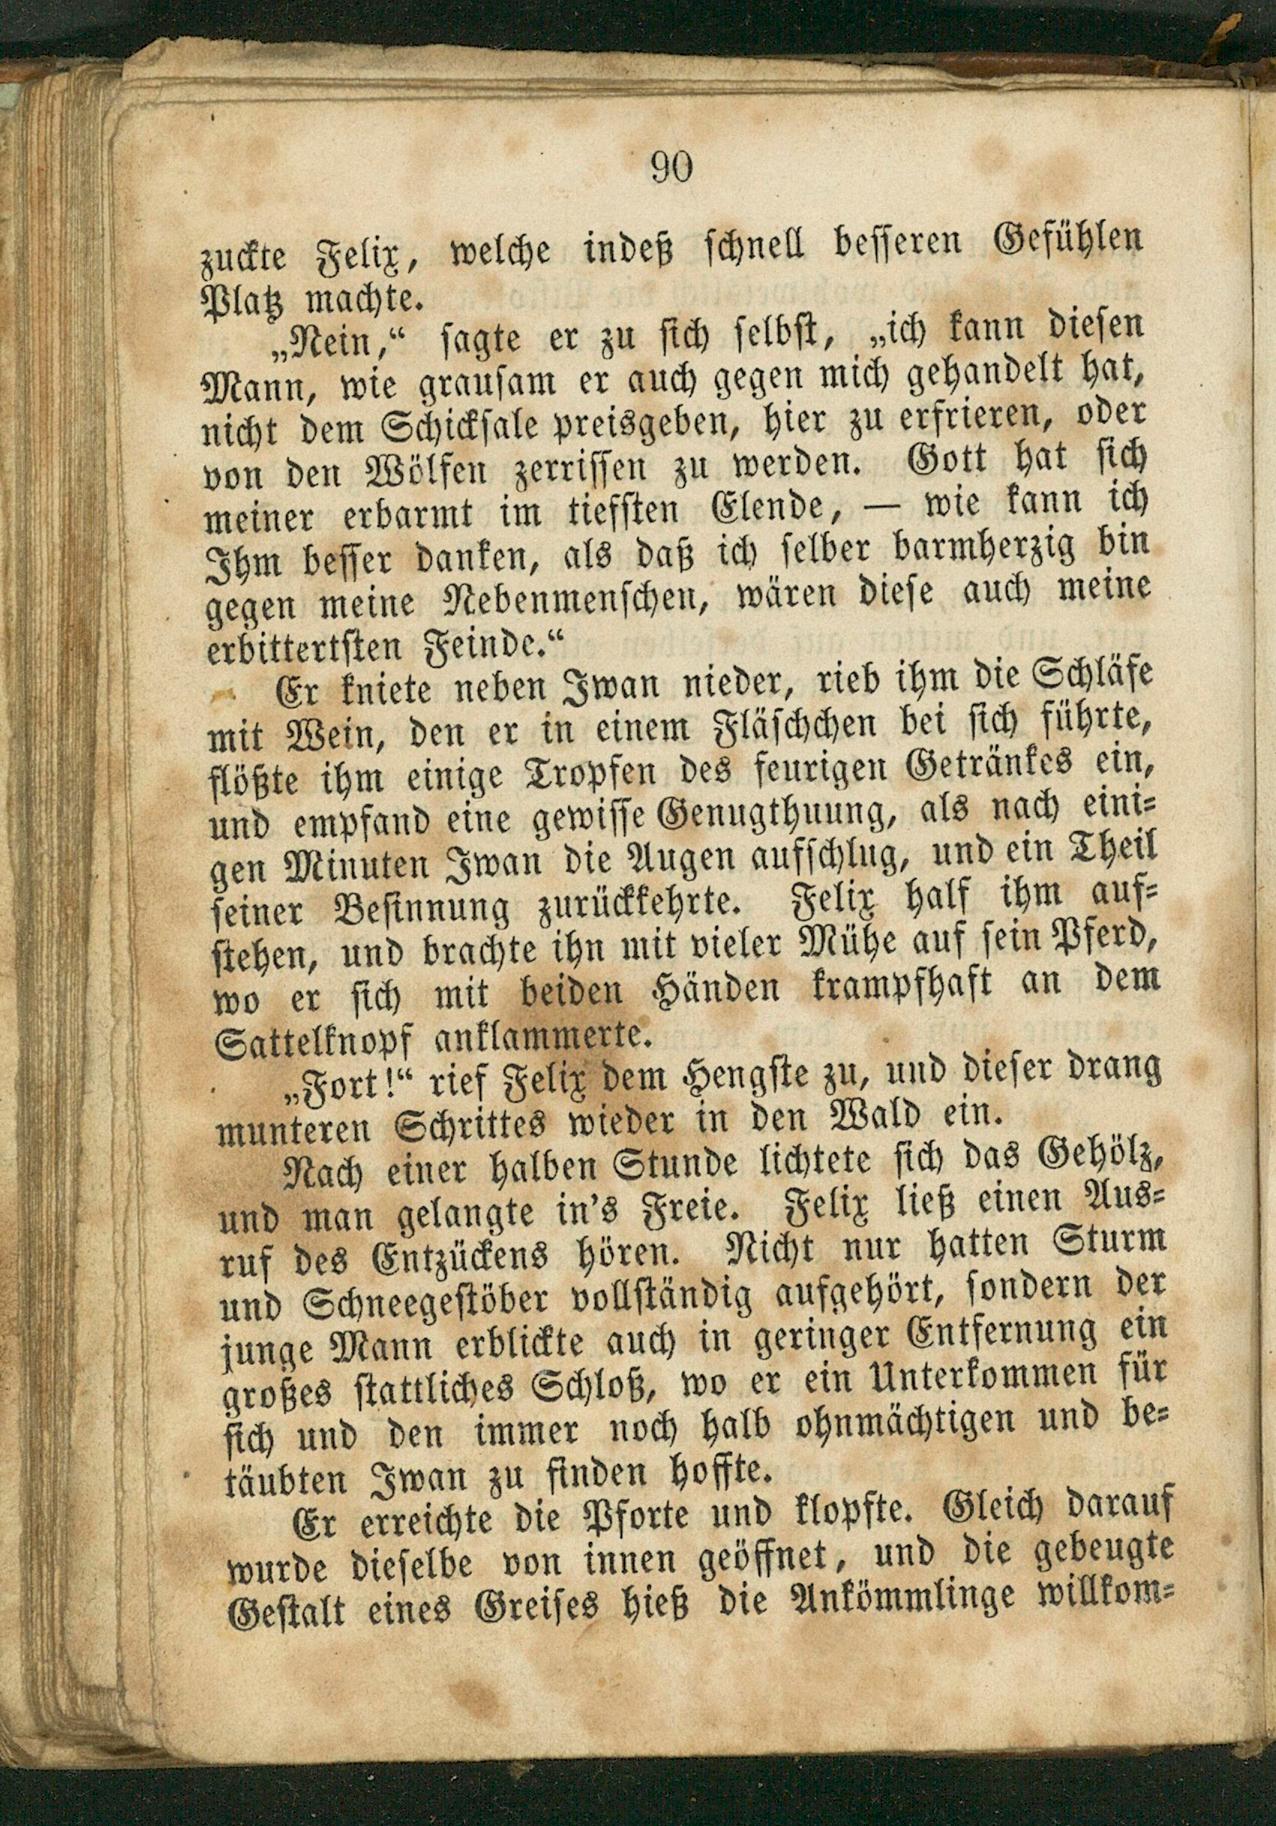 90
zuckte Felix, welche indeß schnell besseren Gefühlen
Platz machte.
„Nein,“ sagte er zu sich selbst, „ich kann diesen
Mann, wie grausam er auch gegen mich gehandelt hat,
nicht dem Schicksale preisgeben, hier zu erfrieren, oder
von den Wölfen zerrissen zu werden. Gott hat sich
meiner erbarmt im tiefsten Elende, — wie kann ich
Ihm besser danken, als daß ich selber barmherzig bin
gegen meine Nebenmenschen, wären diese auch meine
erbittertsten Feinde.“
Er kniete neben Iwan nieder, rieb ihm die Schläfe
mit Wein, den er in einem Fläschchen bei sich führte,
flößte ihm einige Tropfen des feurigen Getränkes ein,
und empfand eine gewisse Genugthuung, als nach eini-
gen Minuten Iwan die Augen aufschlug, und ein Theil
seiner Besinnung zurückkehrte. Felix half ihm auf-
stehen, und brachte ihn mit vieler Mühe auf sein Pferd,
wo er sich mit beiden Händen krampfhaft an dem
Sattelknopf anklammerte.
„Fort!“ rief Felix dem Hengste zu, und dieser drang
munteren Schrittes wieder in den Wald ein.
Nach einer halben Stunde lichtete sich das Gehölz,
und man gelangte in's Freie. Felix ließ einen Aus-
ruf des Entzückens hören. Nicht nur hatten Sturm
und Schneegestöber vollständig aufgehört, sondern der
junge Mann erblickte auch in geringer Entfernung ein
großes stattliches Schloß, wo er ein Unterkommen für
sich und den immer noch halb ohnmächtigen und be-
täubten Iwan zu finden hoffte.
Er erreichte die Pforte und klopfte. Gleich darauf
wurde dieselbe von innen geöffnet, und die gebeugte
Gestalt eines Greises hieß die Ankömmlinge willkom-